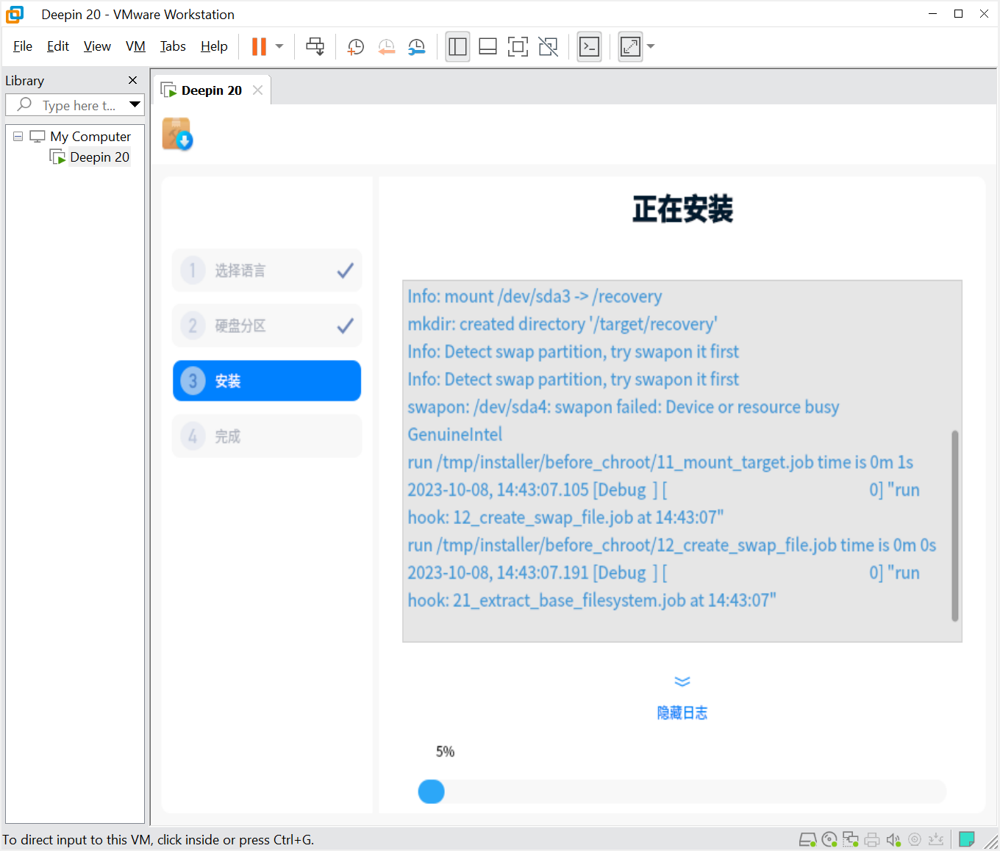 Deepin 20 - VMware Workstation
File Edit View VM Tabs Help
Library
Deepin 20
Type here t...
My Computer
Deepin 20
正在安装
1 选择语言
2 硬盘分区
3 安装
4 完成
Info: mount /dev/sda3 -> /recovery
mkdir: created directory '/target/recovery'
Info: Detect swap partition, try swapon it first
Info: Detect swap partition, try swapon it first
swapon: /dev/sda4: swapon failed: Device or resource busy
GenuineIntel
run /tmp/installer/before_chroot/11_mount_target.job time is 0m 1s
2023-10-08, 14:43:07.105 [Debug  ] [                                                 0] "run
hook: 12_create_swap_file.job at 14:43:07"
run /tmp/installer/before_chroot/12_create_swap_file.job time is 0m 0s
2023-10-08, 14:43:07.191 [Debug  ] [                                                 0] "run
hook: 21_extract_base_filesystem.job at 14:43:07"
隐藏日志
5%
To direct input to this VM, click inside or press Ctrl+G.